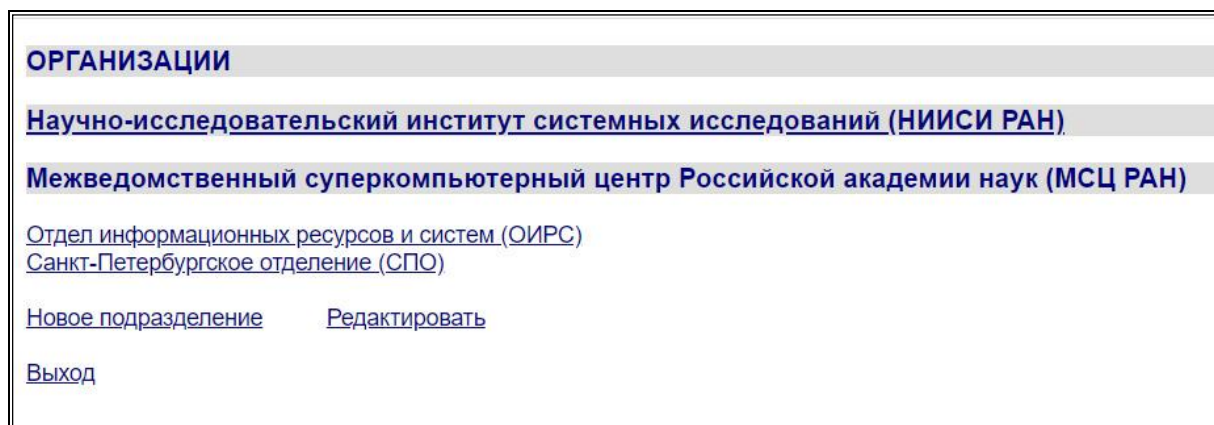 ОРГАНИЗАЦИИ
Научно-исследовательский институт системных исследований (НИИСИ РАН)
Межведомственный суперкомпьютерный центр Российской академии наук (МСЦ РАН)
Отдел информационных ресурсов и систем (ОИРС)
Санкт-Петербургское отделение (СПО)
Новое подразделение Редактировать
Выход